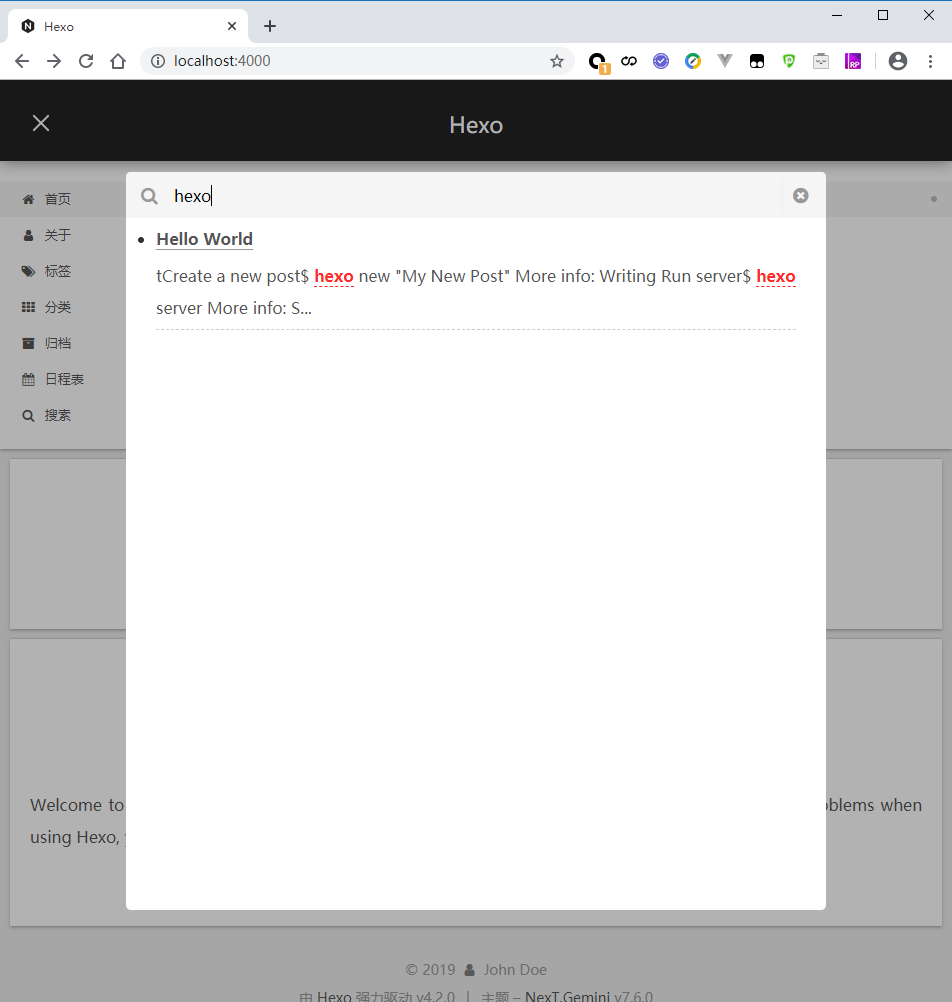 Hexo
localhost:4000
1
RP
Hexo
首页
关于
标签
分类
归档
日程表
搜索
hexo
Hello World
tCreate a new post$ hexo new "My New Post" More info: Writing Run server$ hexo
server More info: S...
Welcome to
oblems when
using Hexo,
© 2019 John Doe
由 Hexo 强力驱动 v4.2.0 | 主题 – NexT.Gemini v7.6.0